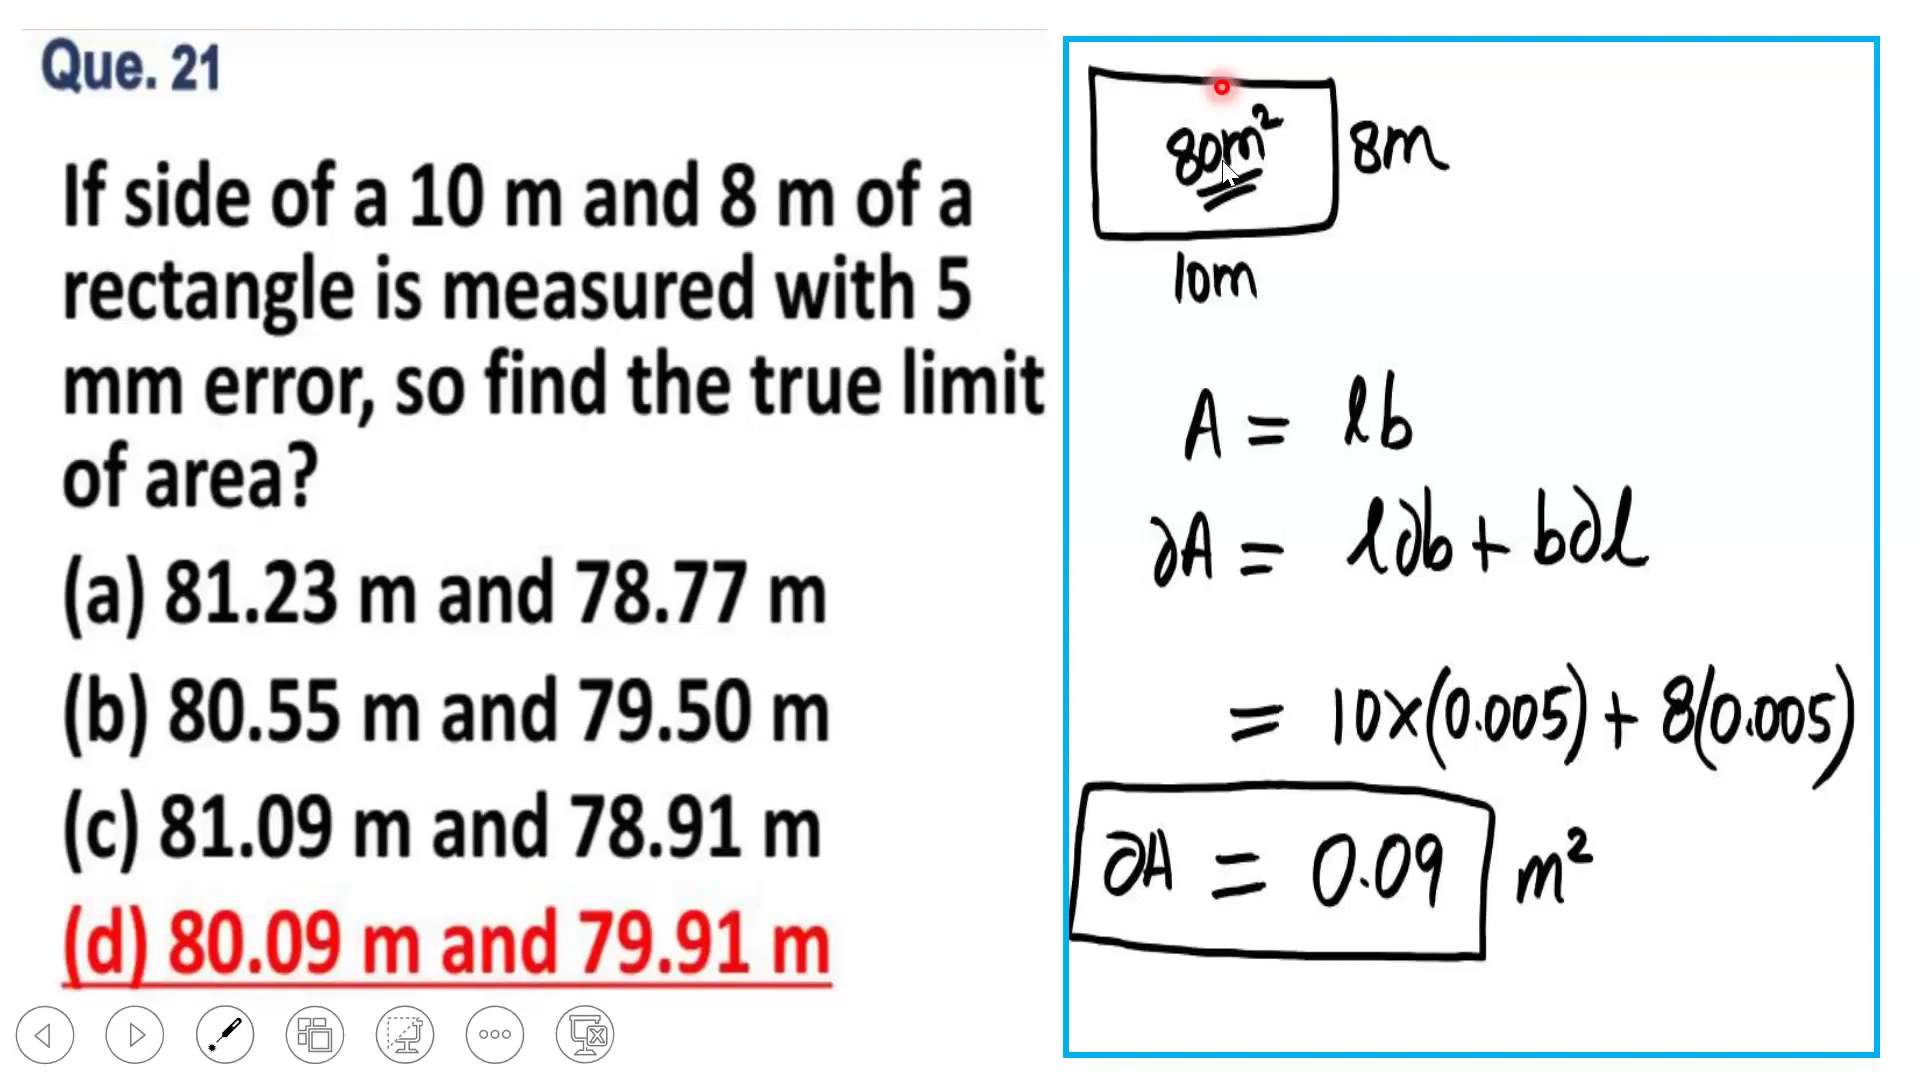 Que. 21
If side of a 10 m and 8 m of a
rectangle is measured with 5
mm error, so find the true limit
of area?
(a) 81.23 m and 78.77 m
(b) 80.55 m and 79.50 m
(c) 81.09 m and 78.91 m
(d) 80.09 m and 79.91 m
80m²
8m
10m
A = lb
∂A = l∂b + b∂l
= 10×(0.005) + 8(0.005)
∂A = 0.09 m²